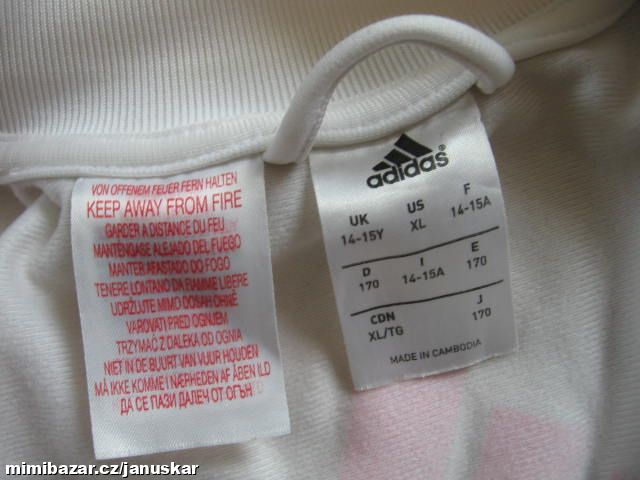 VON OFFENEM FEUER FERN HALTEN
KEEP AWAY FROM FIRE
GARDER A DISTANCE DU FEU
MANTÉNGASE ALEJADO DEL FUEGO
MANTER AFASTADO DO FOGO
TENERE LONTANO DA FIAMME LIBERE
UDRŽUJTE MIMO DOSAH OHNĚ
VAROVATI PRED OGNJEM
TRZYMAĆ Z DALEKA OD OGNIA
NIET IN DE BUURT VAN VUUR HOUDEN
MÅ IKKE KOMME I NÆRHEDEN AF ÅBEN ILD
ДА СЕ ПАЗИ ДАЛЕЧ ОТ ОГЪН
adidas
UK US F
14-15Y XL 14-15A
D I E
170 14-15A 170
CDN J
XL/TG 170
MADE IN CAMBODIA
mimibazar.cz/januskar